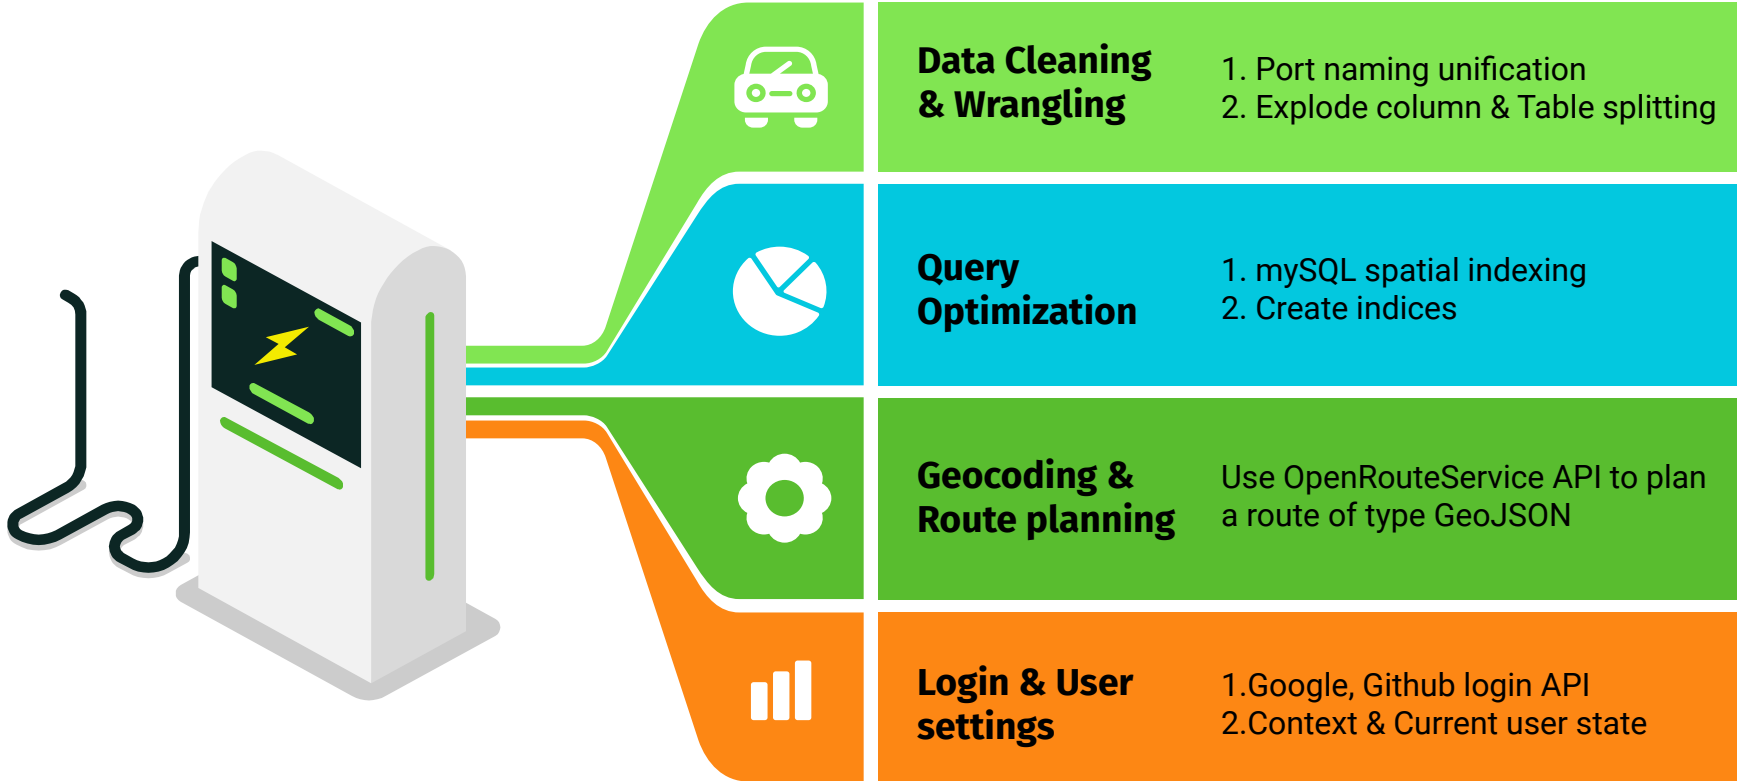 Data Cleaning
& Wrangling
1. Port naming unification
2. Explode column & Table splitting
Query
Optimization
1. mySQL spatial indexing
2. Create indices
Geocoding &
Route planning
Use OpenRouteService API to plan
a route of type GeoJSON
Login & User
settings
1.Google, Github login API
2.Context & Current user state